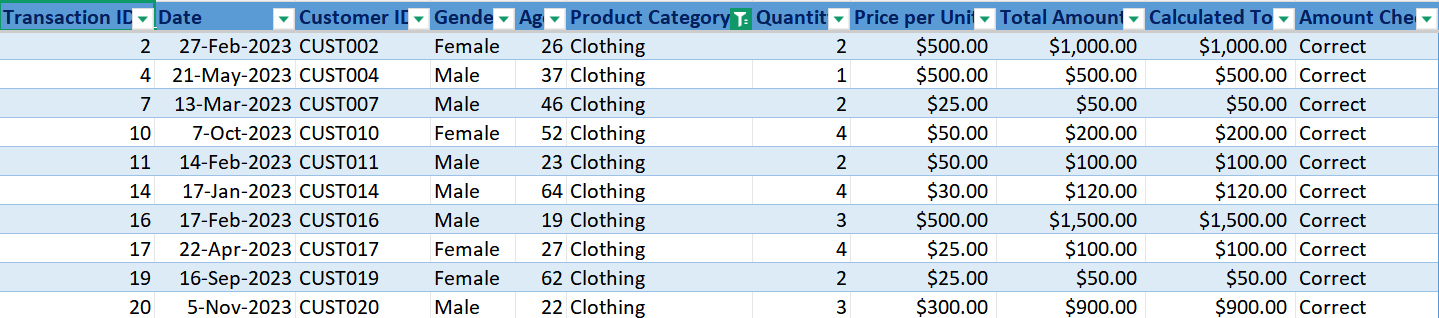 Transaction ID Date Customer ID Gende Ag Product Category Quantit Price per Unit Total Amount Calculated To Amount Che
2 27-Feb-2023 CUST002 Female 26 Clothing 2 $500.00 $1,000.00 $1,000.00 Correct
4 21-May-2023 CUST004 Male 37 Clothing 1 $500.00 $500.00 $500.00 Correct
7 13-Mar-2023 CUST007 Male 46 Clothing 2 $25.00 $50.00 $50.00 Correct
10 7-Oct-2023 CUST010 Female 52 Clothing 4 $50.00 $200.00 $200.00 Correct
11 14-Feb-2023 CUST011 Male 23 Clothing 2 $50.00 $100.00 $100.00 Correct
14 17-Jan-2023 CUST014 Male 64 Clothing 4 $30.00 $120.00 $120.00 Correct
16 17-Feb-2023 CUST016 Male 19 Clothing 3 $500.00 $1,500.00 $1,500.00 Correct
17 22-Apr-2023 CUST017 Female 27 Clothing 4 $25.00 $100.00 $100.00 Correct
19 16-Sep-2023 CUST019 Female 62 Clothing 2 $25.00 $50.00 $50.00 Correct
20 5-Nov-2023 CUST020 Male 22 Clothing 3 $300.00 $900.00 $900.00 Correct